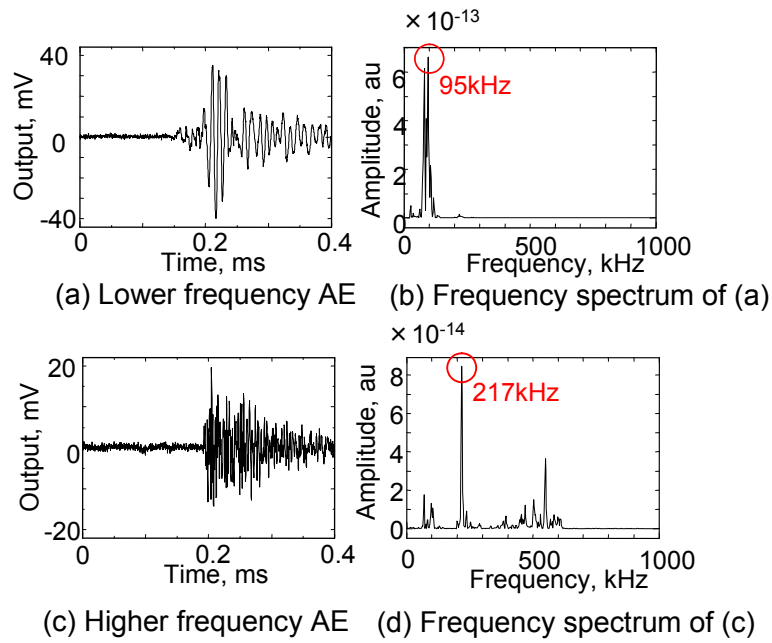 × 10⁻¹³
Output, mV
40
0
-40
0
0.2
0.4
Time, ms
Amplitude, au
6
4
2
0
95kHz
0
500
1000
Frequency, kHz
(a) Lower frequency AE
(b) Frequency spectrum of (a)
× 10⁻¹⁴
Output, mV
20
0
-20
0
0.2
0.4
Time, ms
Amplitude, au
8
6
4
2
0
217kHz
0
500
1000
Frequency, kHz
(c) Higher frequency AE
(d) Frequency spectrum of (c)